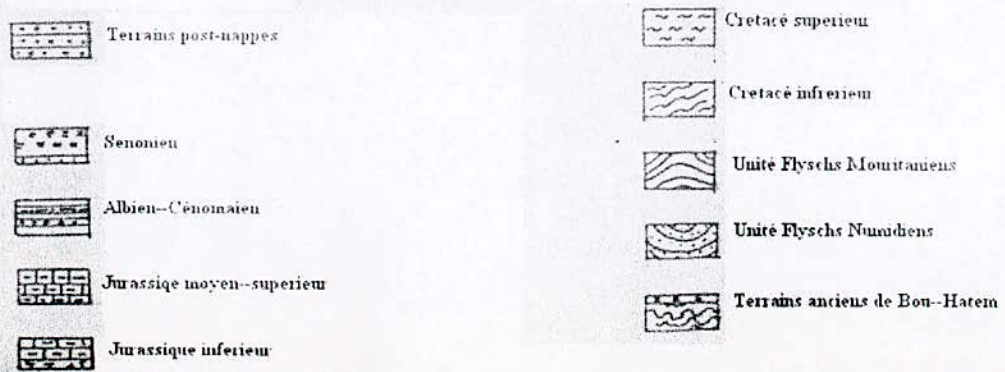 Terrains post-nappes
Senonien
Albien--Cénomaien
Jurassiqe moyen--superieur
Jurassique inferieur
Cretacé superieur
Cretacé infrerieur
Unité Flyschs Mouritaniens
Unité Flyschs Numidiens
Terrains anciens de Bou--Hatem